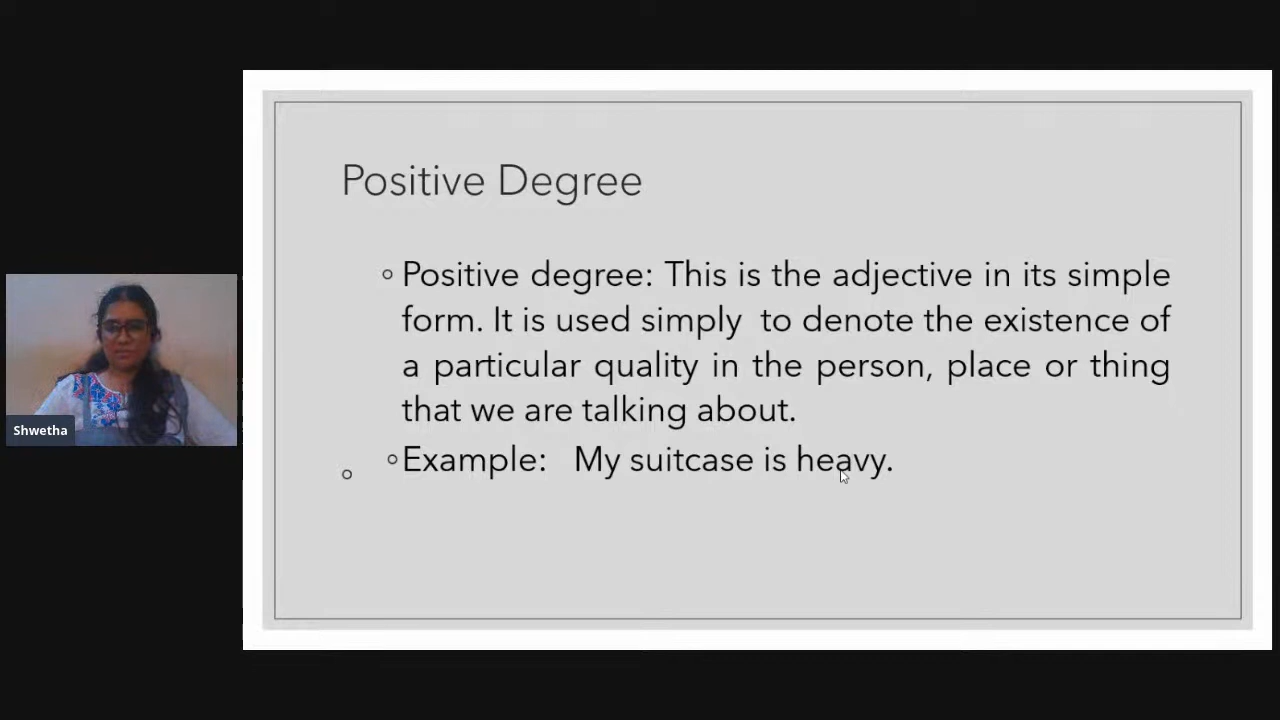 Positive Degree
Positive degree: This is the adjective in its simple
form. It is used simply to denote the existence of
a particular quality in the person, place or thing
that we are talking about.
Example: My suitcase is heavy.
Shwetha